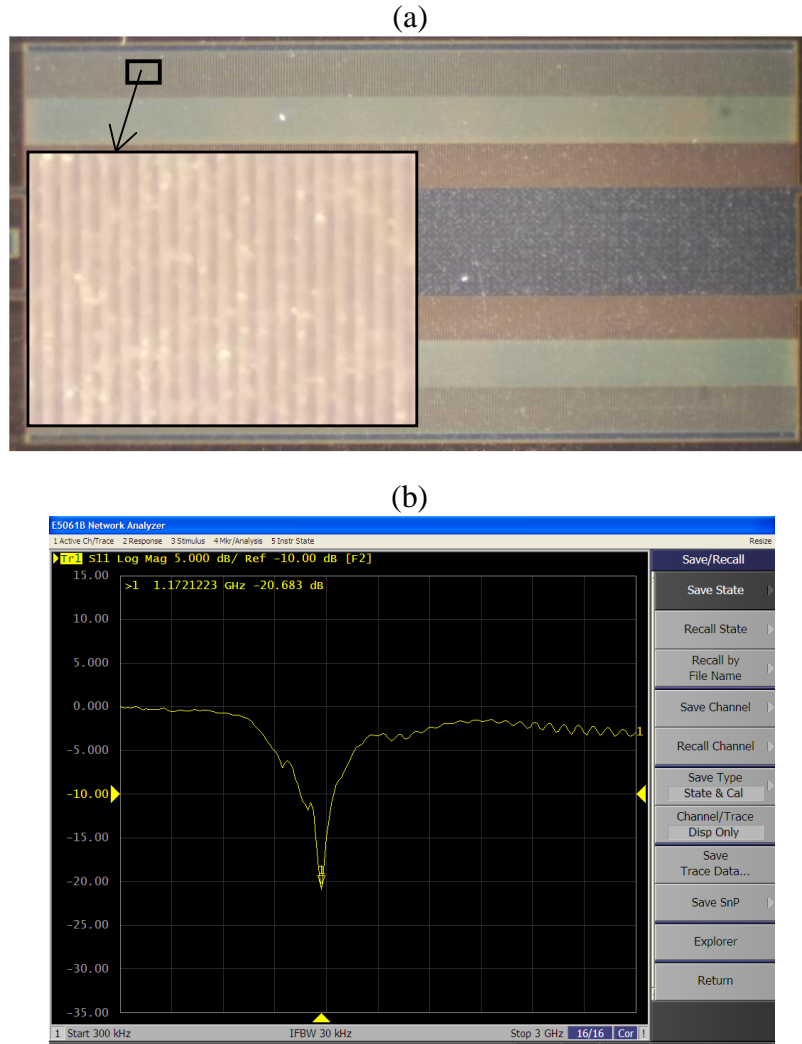 (a)
(b)
E5061B Network Analyzer
1 Active Ch/Trace 2 Response 3 Stimulus 4 Mkr/Analysis 5 Instr State
Resize
Tr1 S11 Log Mag 5.000 dB/ Ref -10.00 dB [F2]
>1 1.1721223 GHz -20.683 dB
15.00
10.00
5.000
0.000
-5.000
-10.00
-15.00
-20.00
-25.00
-30.00
-35.00
1
1
1 Start 300 kHz
IFBW 30 kHz
Stop 3 GHz 16/16 Cor !
Save/Recall
Save State
Recall State
Recall by
File Name
Save Channel
Recall Channel
Save Type
State & Cal
Channel/Trace
Disp Only
Save
Trace Data...
Save SnP
Explorer
Return